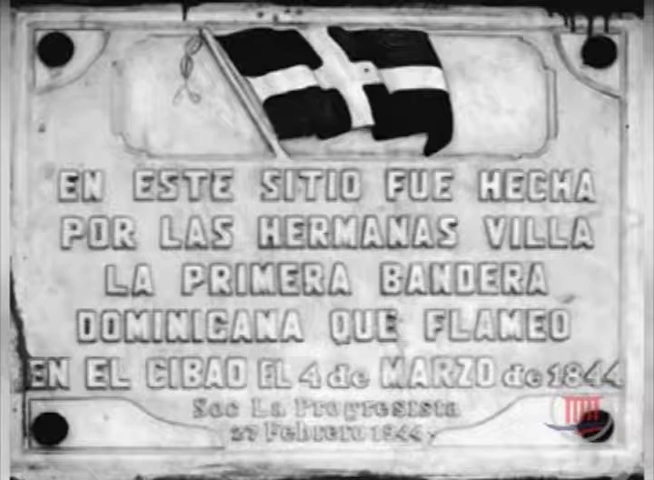 EN ESTE SITIO FUE HECHA
POR LAS HERMANAS VILLA
LA PRIMERA BANDERA
DOMINICANA QUE FLAMEO
EN EL CIBAO EL 4 de MARZO de 1844
Soc La Progresista
27 Febrero 1944